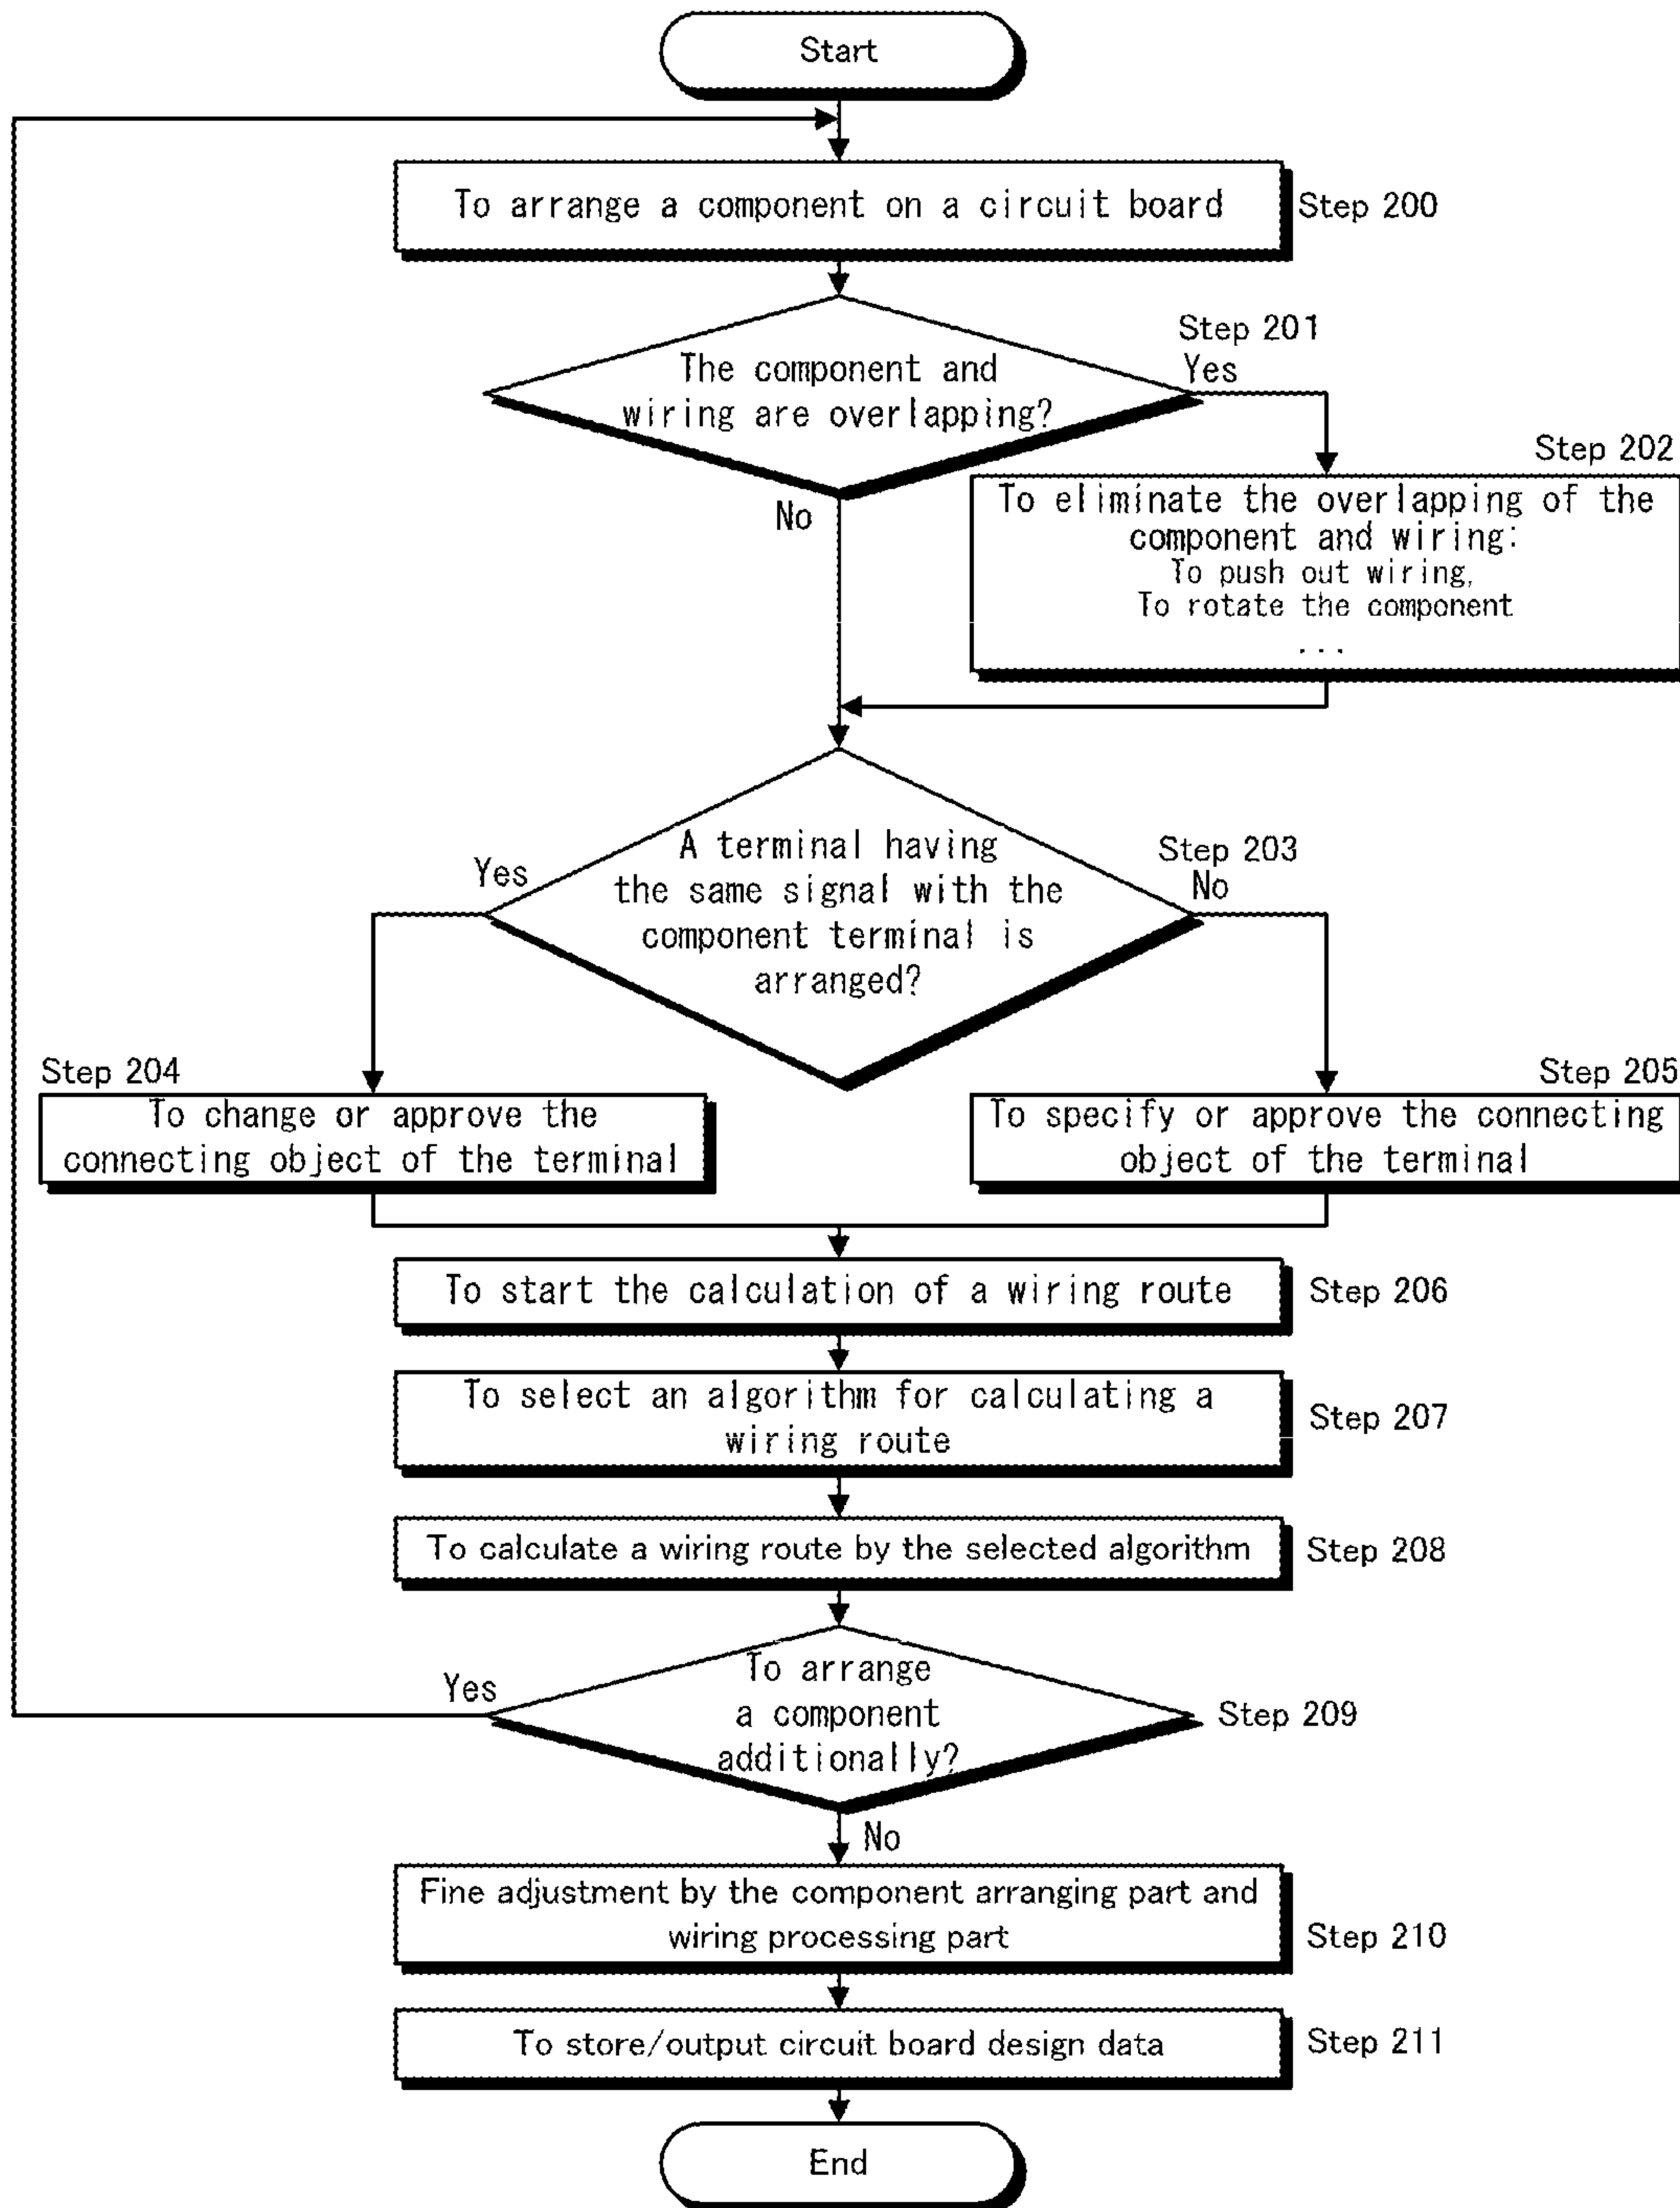 Start
To arrange a component on a circuit board
Step 200
Step 201
The component and
wiring are overlapping?
Yes
No
Step 202
To eliminate the overlapping of the
component and wiring:
To push out wiring,
To rotate the component
...
A terminal having
the same signal with the
component terminal is
arranged?
Step 203
Yes
No
Step 204
To change or approve the
connecting object of the terminal
Step 205
To specify or approve the connecting
object of the terminal
To start the calculation of a wiring route
Step 206
To select an algorithm for calculating a
wiring route
Step 207
To calculate a wiring route by the selected algorithm
Step 208
To arrange
a component
additionally?
Step 209
Yes
No
Fine adjustment by the component arranging part and
wiring processing part
Step 210
To store/output circuit board design data
Step 211
End